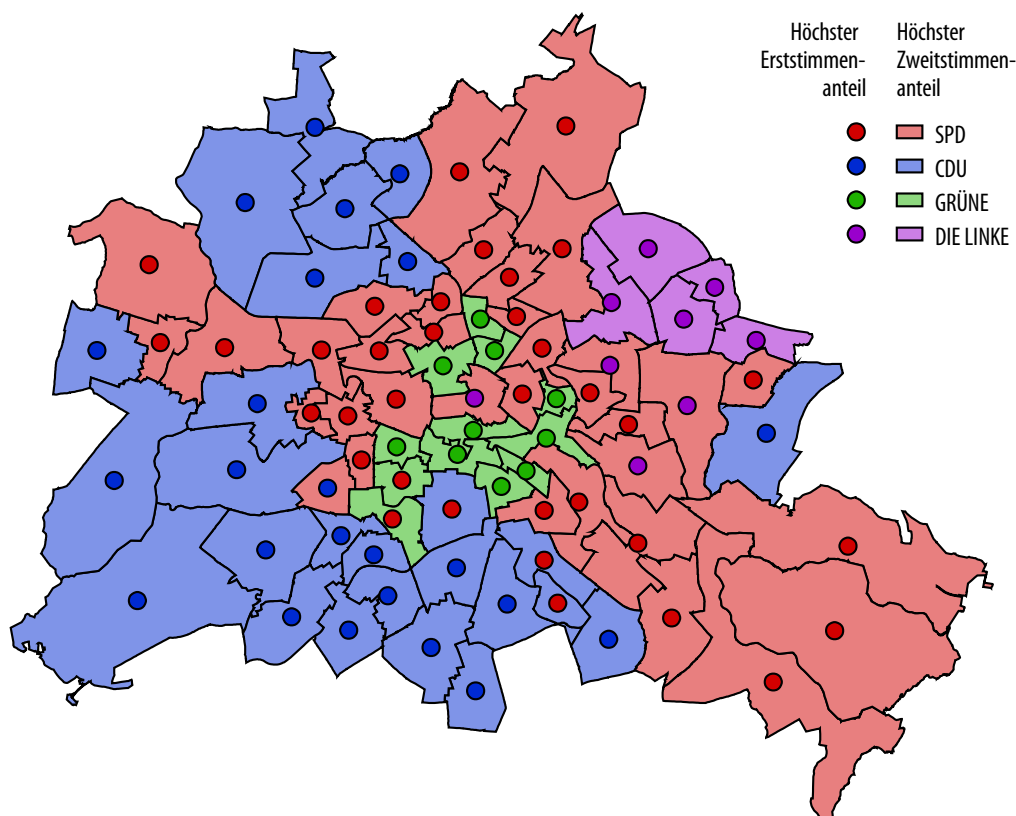 Höchster
Erststimmen-
anteil
Höchster
Zweitstimmen-
anteil
SPD
CDU
GRÜNE
DIE LINKE